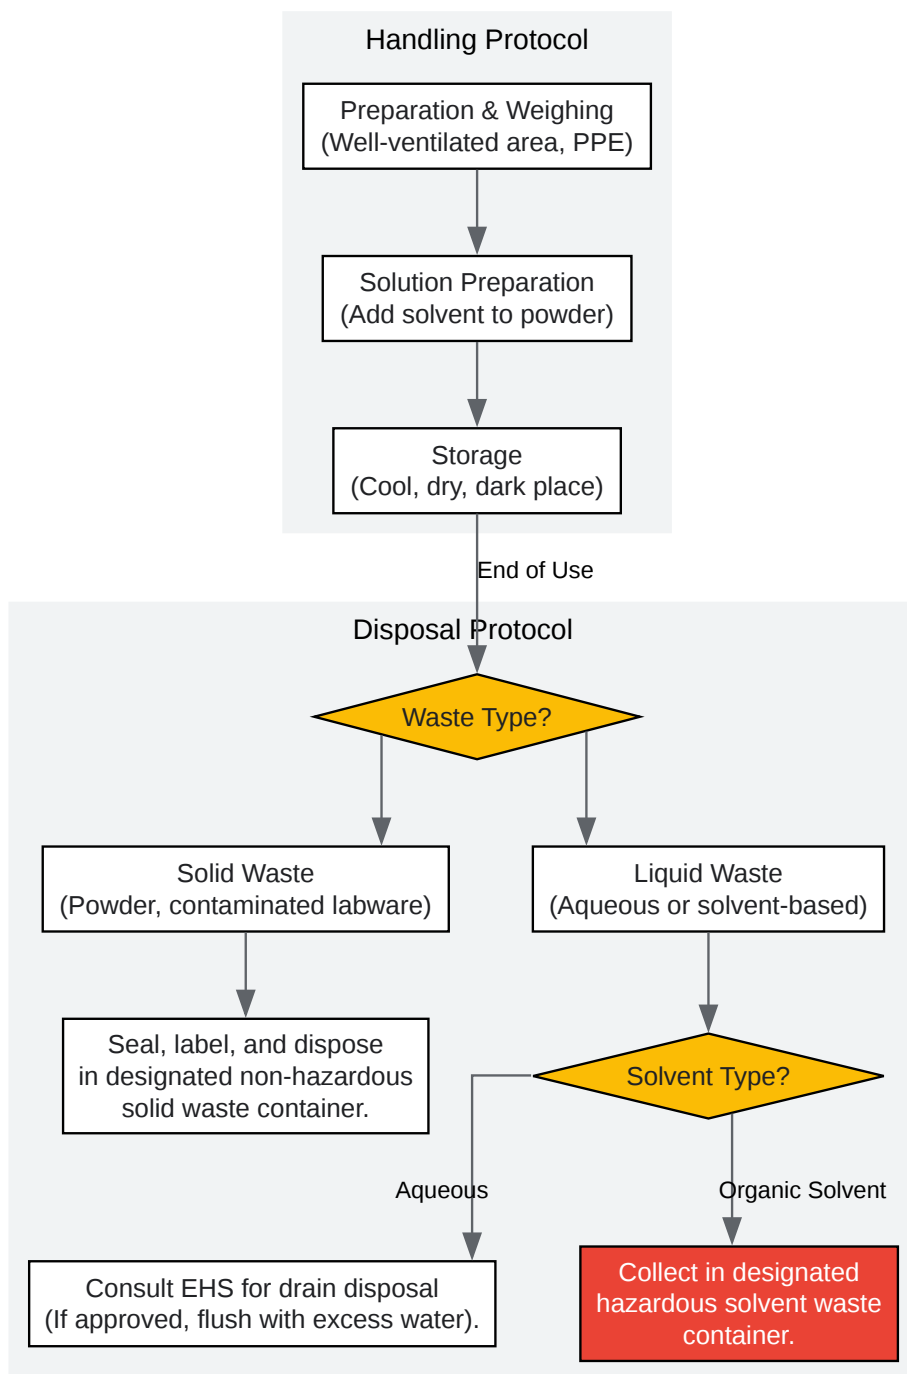 Handling Protocol
Preparation & Weighing
(Well-ventilated area, PPE)
Solution Preparation
(Add solvent to powder)
Storage
(Cool, dry, dark place)
End of Use
Disposal Protocol
Waste Type?
Solid Waste
(Powder, contaminated labware)
Liquid Waste
(Aqueous or solvent-based)
Seal, label, and dispose
in designated non-hazardous
solid waste container.
Solvent Type?
Aqueous
Organic Solvent
Consult EHS for drain disposal
(If approved, flush with excess water).
Collect in designated
hazardous solvent waste
container.